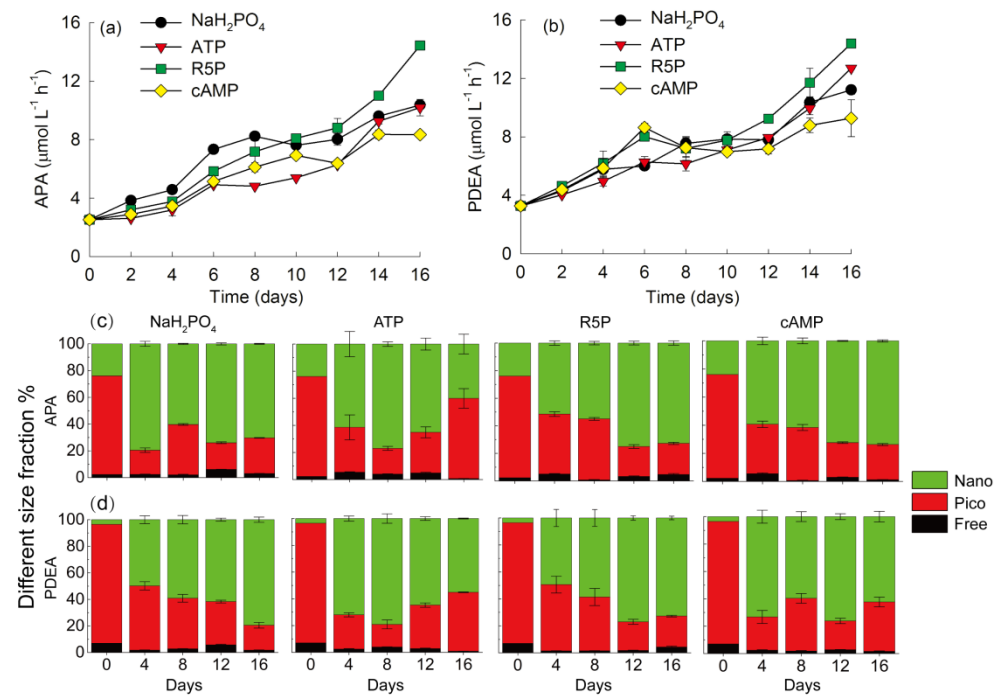 (a)
NaH₂PO₄
ATP
R5P
cAMP
APA (μmol L⁻¹ h⁻¹)
16
12
8
4
0
0 2 4 6 8 10 12 14 16
Time (days)
(b)
NaH₂PO₄
ATP
R5P
cAMP
PDEA (μmol L⁻¹ h⁻¹)
16
12
8
4
0
0 2 4 6 8 10 12 14 16
Time (days)
Different size fraction %
(c)
NaH₂PO₄ ATP R5P cAMP
APA
100
80
60
40
20
0
(d)
PDEA
100
80
60
40
20
0
0 4 8 12 16 0 4 8 12 16 0 4 8 12 16 0 4 8 12 16
Days Days Days Days
Nano
Pico
Free